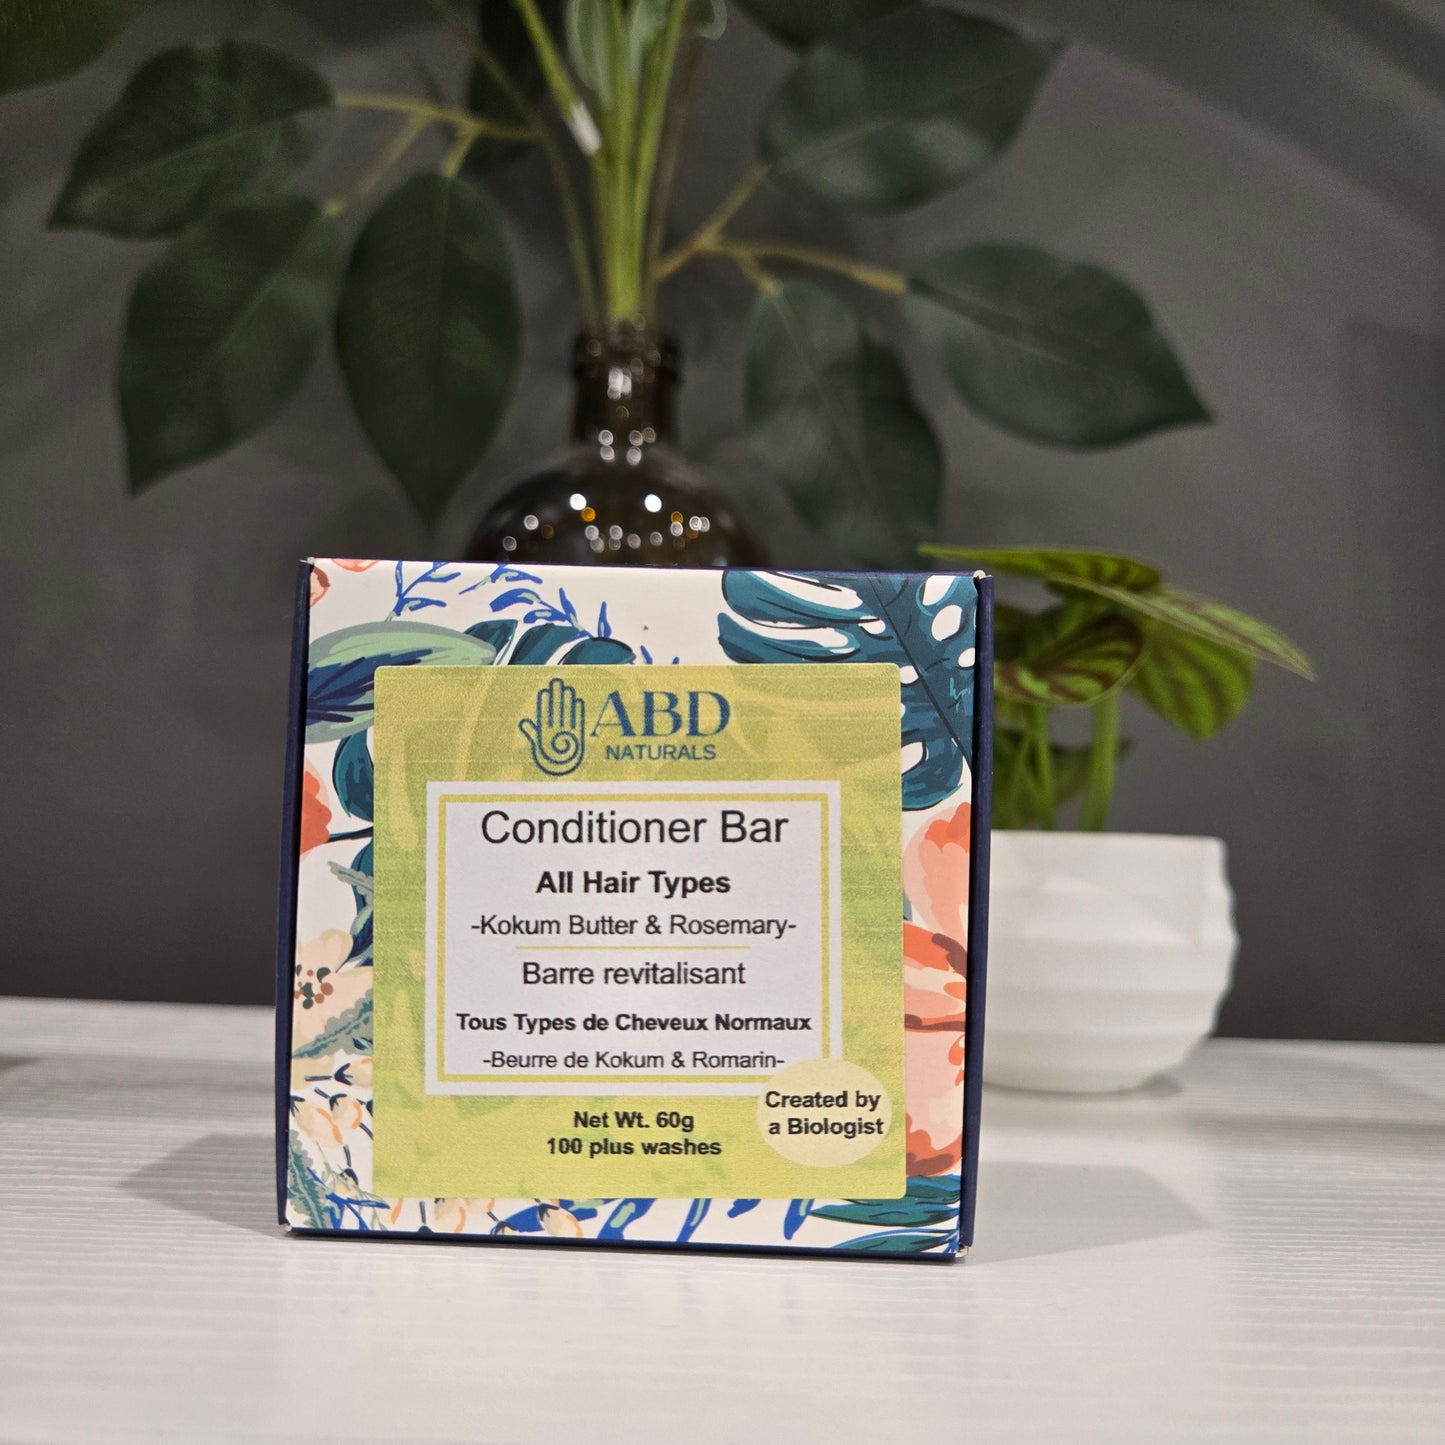 ABD
NATURALS
Conditioner Bar
All Hair Types
-Kokum Butter & Rosemary-
Barre revitalisant
Tous Types de Cheveux Normaux
-Beurre de Kokum & Romarin-
Net Wt. 60g
100 plus washes
Created by
a Biologist